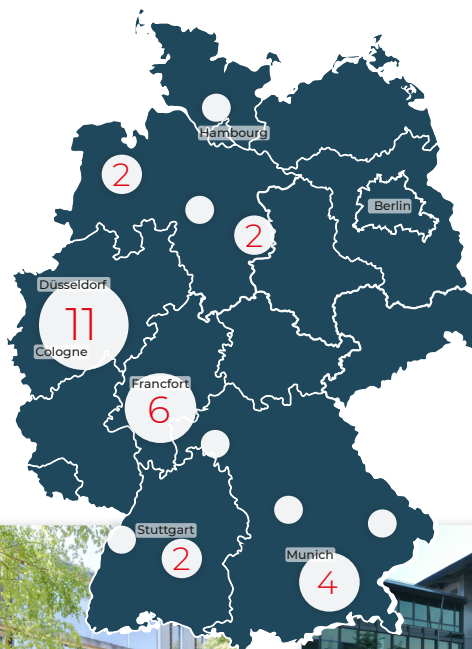 Hambourg
2
Berlin
2
Düsseldorf
11
Cologne
Francfort
6
Stuttgart
2
Munich
4